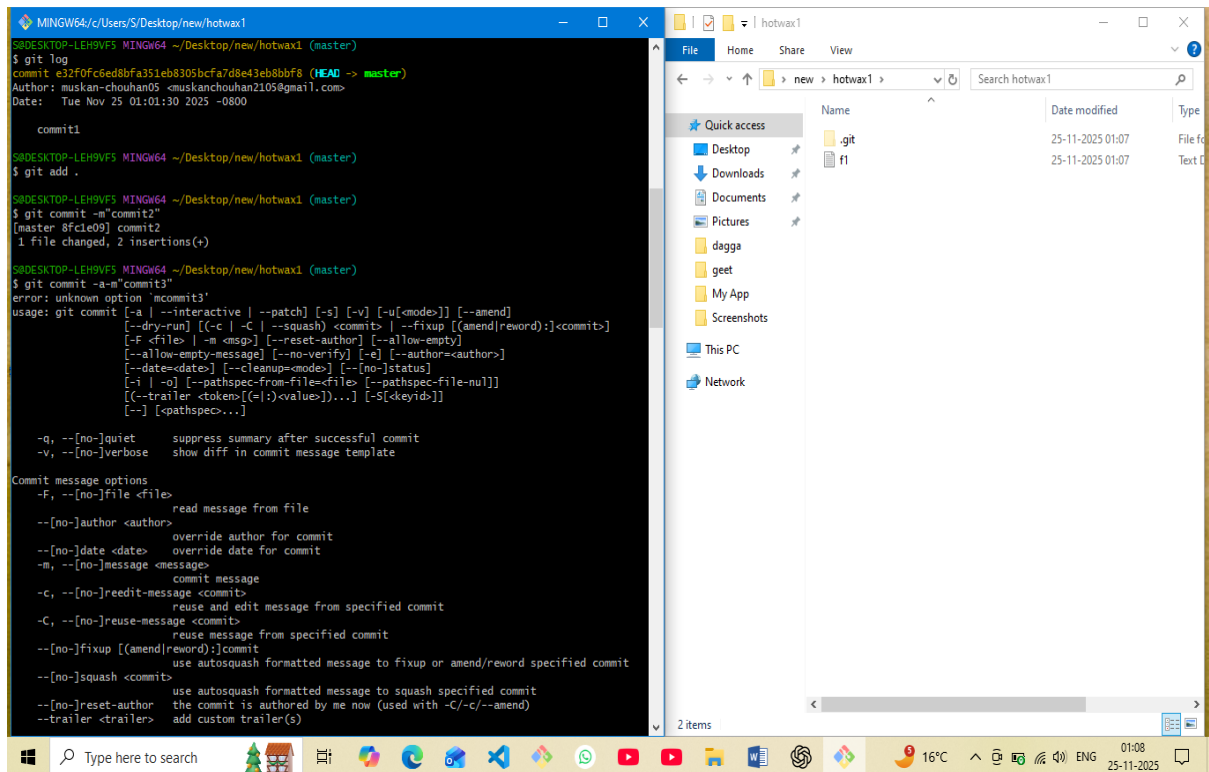 MINGW64:/c/Users/S/Desktop/new/hotwax1
S@DESKTOP-LEH9VF5 MINGW64 ~/Desktop/new/hotwax1 (master)
$ git log
commit e32f0fc6ed8bfa351eb8305bcfa7d8e43eb8bbf8 (HEAD -> master)
Author: muskan-chouhan05 <muskanchouhan2105@gmail.com>
Date:   Tue Nov 25 01:01:30 2025 -0800
    commit1
S@DESKTOP-LEH9VF5 MINGW64 ~/Desktop/new/hotwax1 (master)
$ git add .
S@DESKTOP-LEH9VF5 MINGW64 ~/Desktop/new/hotwax1 (master)
$ git commit -m"commit2"
[master 8fc1e09] commit2
 1 file changed, 2 insertions(+)
S@DESKTOP-LEH9VF5 MINGW64 ~/Desktop/new/hotwax1 (master)
$ git commit -a-m"commit3"
error: unknown option `mcommit3'
usage: git commit [-a | --interactive | --patch] [-s] [-v] [-u[<mode>]] [--amend]
                  [--dry-run] [(-c | -C | --squash) <commit> | --fixup [(amend|reword):]<commit>]
                  [-F <file> | -m <msg>] [--reset-author] [--allow-empty]
                  [--allow-empty-message] [--no-verify] [-e] [--author=<author>]
                  [--date=<date>] [--cleanup=<mode>] [--[no-]status]
                  [-i | -o] [--pathspec-from-file=<file> [--pathspec-file-nul]]
                  [(--trailer <token>[(=|:)<value>])...] [-S[<keyid>]]
                  [--] [<pathspec>...]
    -q, --[no-]quiet      suppress summary after successful commit
    -v, --[no-]verbose    show diff in commit message template
Commit message options
    -F, --[no-]file <file>
                          read message from file
    --[no-]author <author>
                          override author for commit
    --[no-]date <date>    override date for commit
    -m, --[no-]message <message>
                          commit message
    -c, --[no-]reedit-message <commit>
                          reuse and edit message from specified commit
    -C, --[no-]reuse-message <commit>
                          reuse message from specified commit
    --[no-]fixup [(amend|reword):]commit
                          use autosquash formatted message to fixup or amend/reword specified commit
    --[no-]squash <commit>
                          use autosquash formatted message to squash specified commit
    --[no-]reset-author   the commit is authored by me now (used with -C/-c/--amend)
    --trailer <trailer>   add custom trailer(s)
hotwax1
File Home Share View
new > hotwax1 >
Search hotwax1
Name Date modified Type
.git 25-11-2025 01:07 File fo
f1 25-11-2025 01:07 Text D
Quick access
Desktop
Downloads
Documents
Pictures
dagga
geet
My App
Screenshots
This PC
Network
2 items
Type here to search
5
16°C
ENG
01:08
25-11-2025